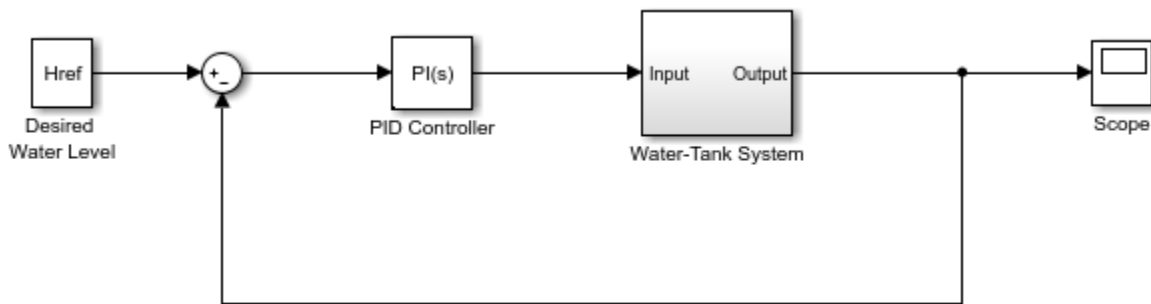 Href
Desired
Water Level
+
-
PI(s)
PID Controller
Input
Output
Water-Tank System
Scope